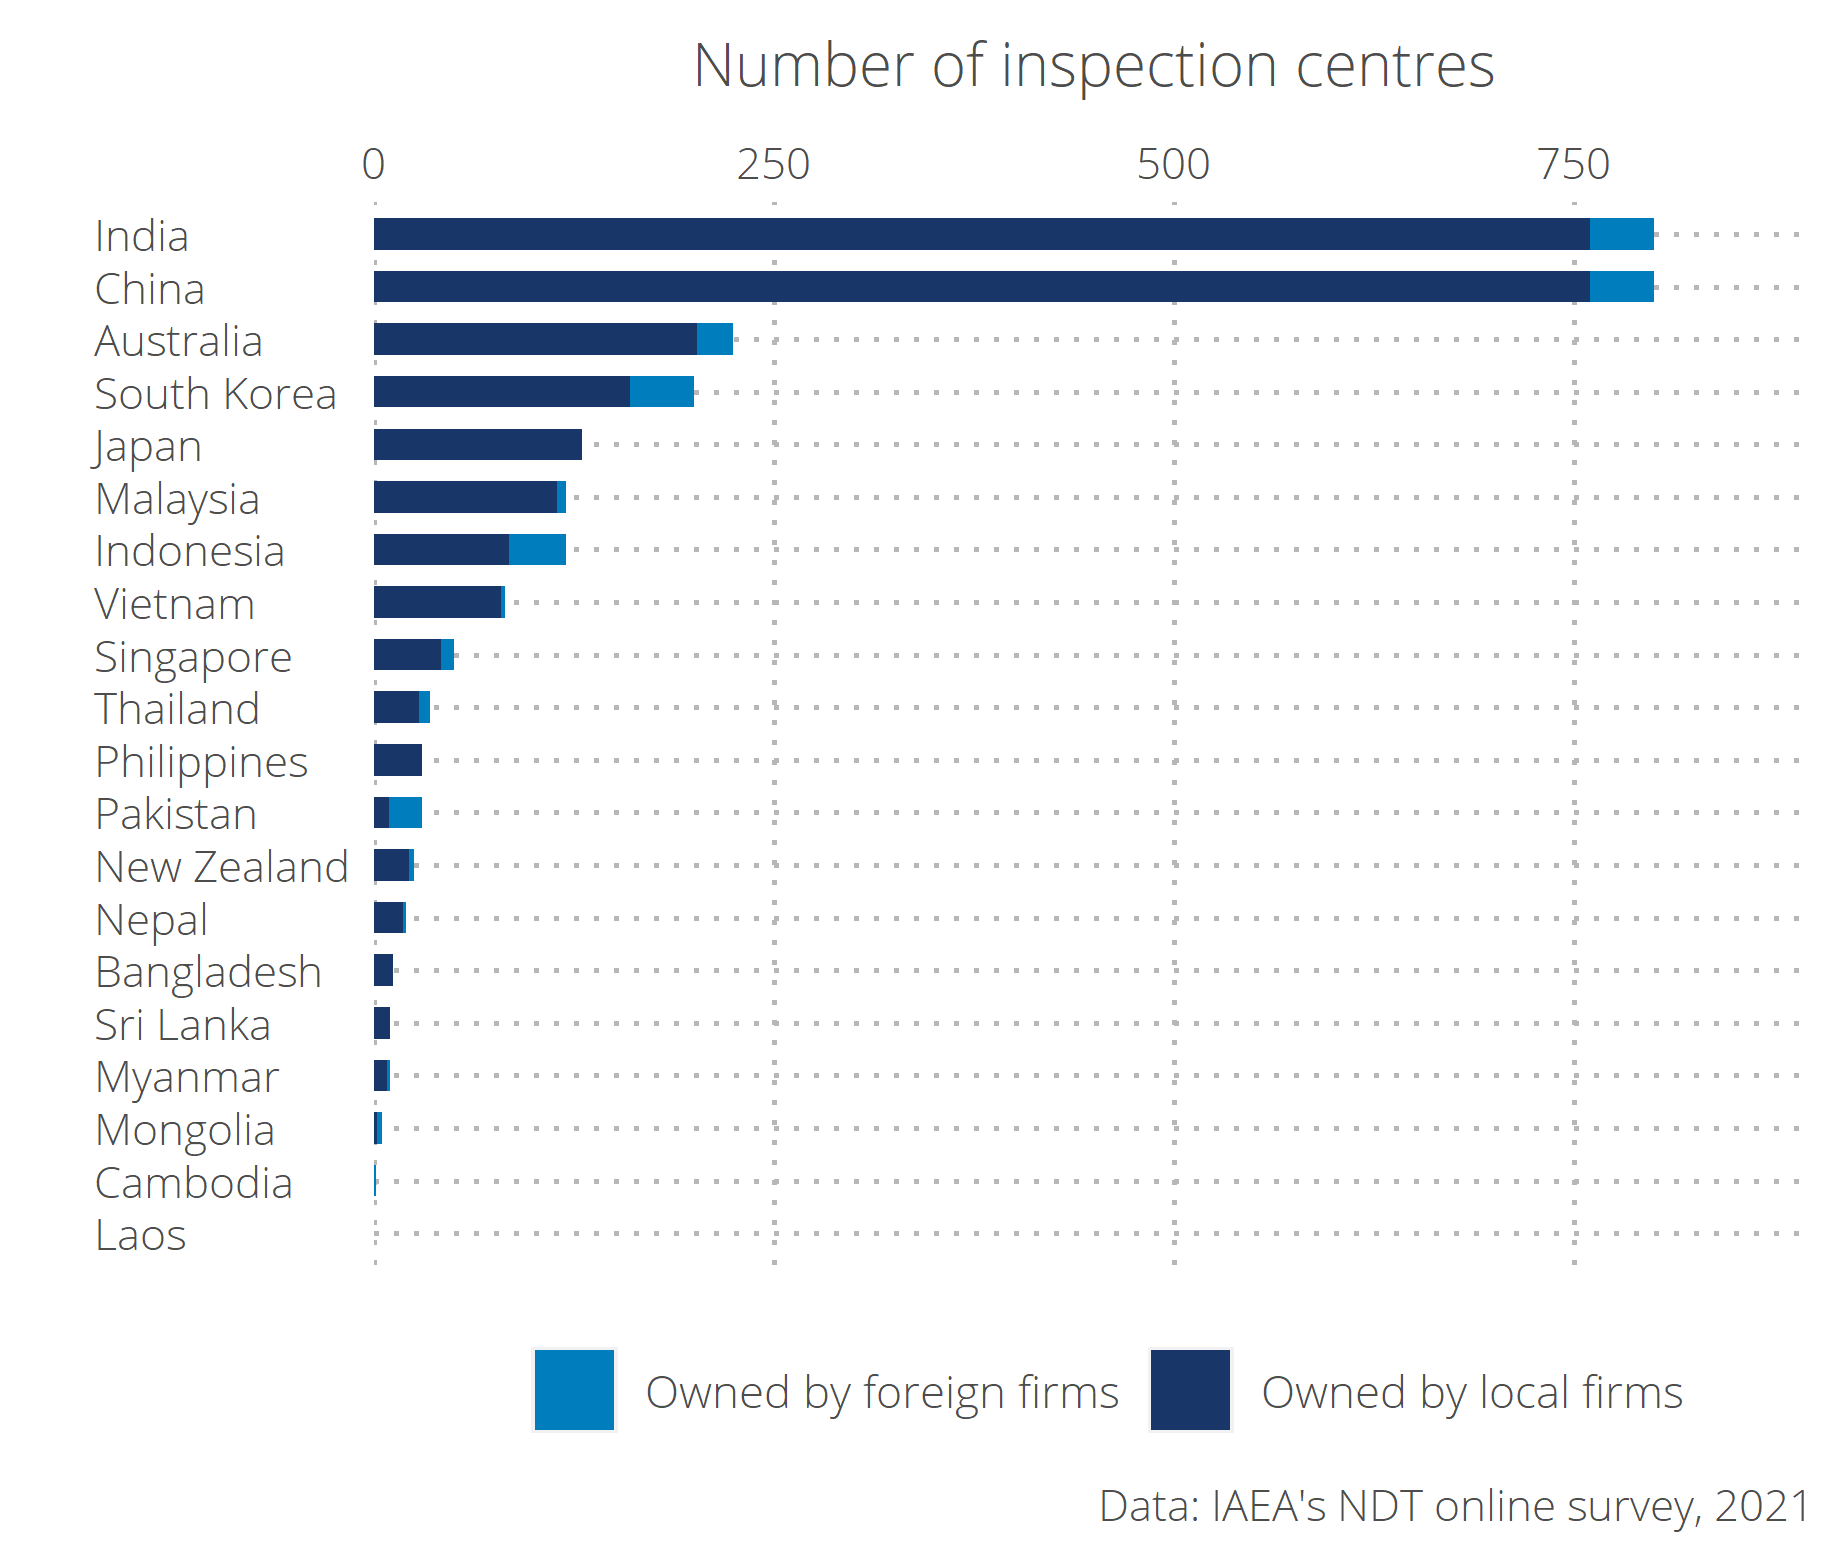 Number of inspection centres
0 250 500 750
India
China
Australia
South Korea
Japan
Malaysia
Indonesia
Vietnam
Singapore
Thailand
Philippines
Pakistan
New Zealand
Nepal
Bangladesh
Sri Lanka
Myanmar
Mongolia
Cambodia
Laos
Owned by foreign firms Owned by local firms
Data: IAEA's NDT online survey, 2021